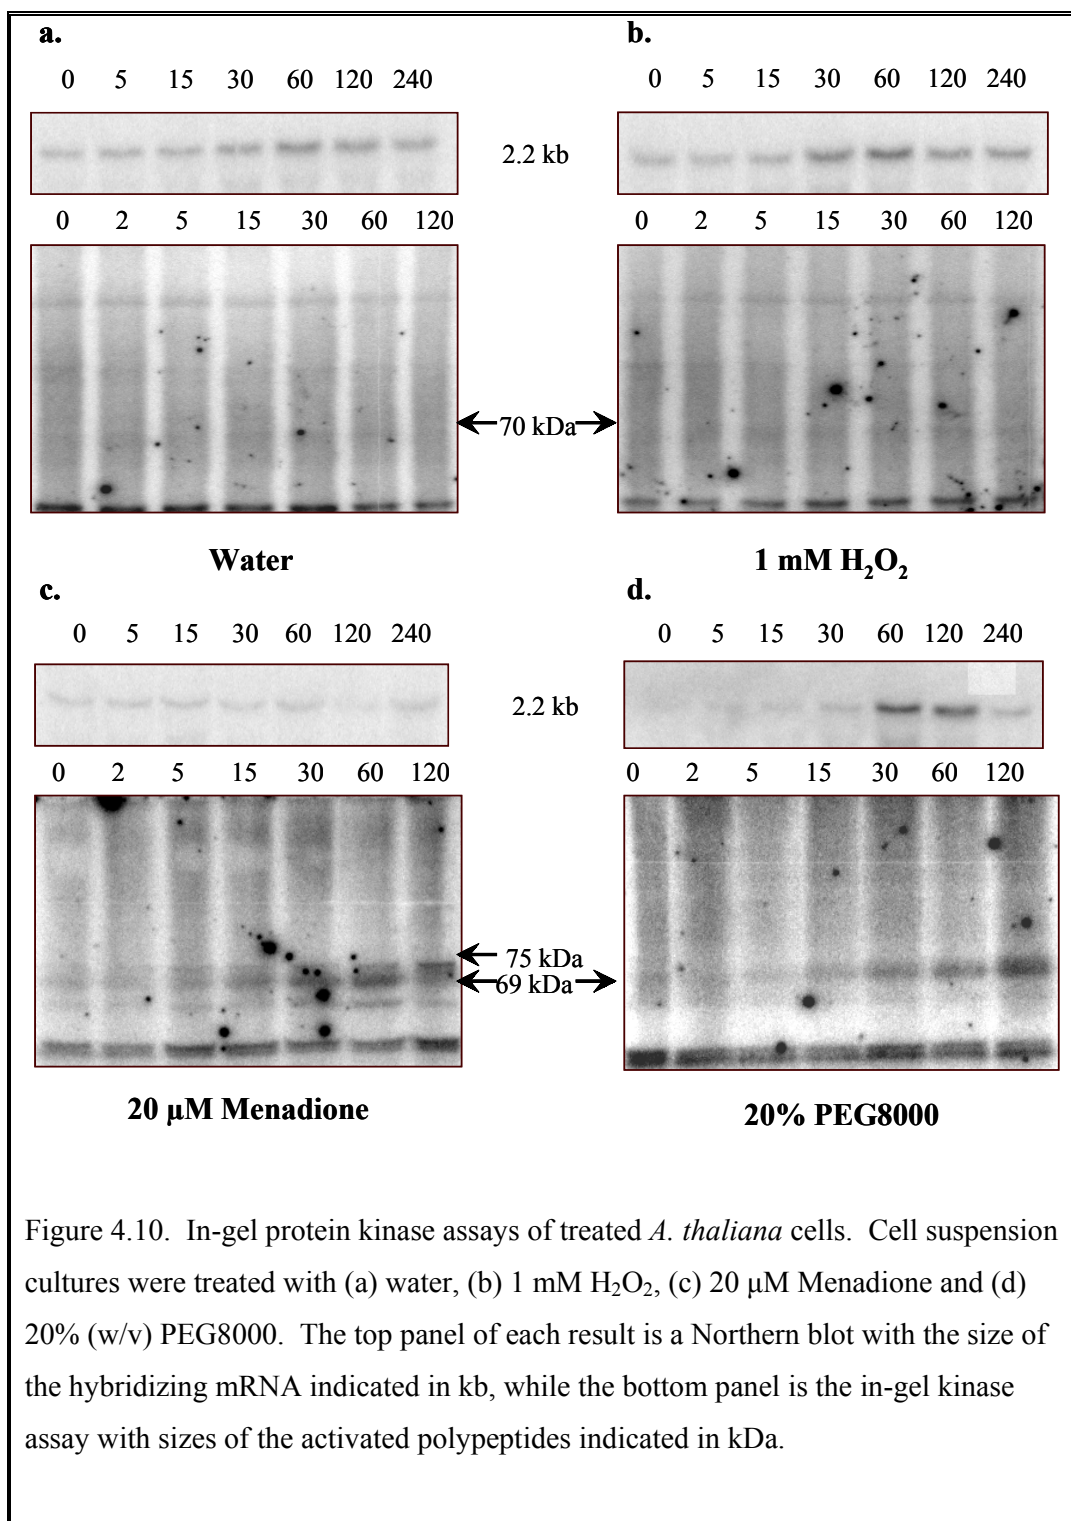 a.
0 5 15 30 60 120 240
2.2 kb
0 2 5 15 30 60 120
70 kDa
Water
b.
0 5 15 30 60 120 240
0 2 5 15 30 60 120
1 mM H₂O₂
c.
0 5 15 30 60 120 240
2.2 kb
0 2 5 15 30 60 120
75 kDa
69 kDa
20 µM Menadione
d.
0 5 15 30 60 120 240
0 2 5 15 30 60 120
20% PEG8000
Figure 4.10. In-gel protein kinase assays of treated A. thaliana cells. Cell suspension
cultures were treated with (a) water, (b) 1 mM H₂O₂, (c) 20 µM Menadione and (d)
20% (w/v) PEG8000. The top panel of each result is a Northern blot with the size of
the hybridizing mRNA indicated in kb, while the bottom panel is the in-gel kinase
assay with sizes of the activated polypeptides indicated in kDa.